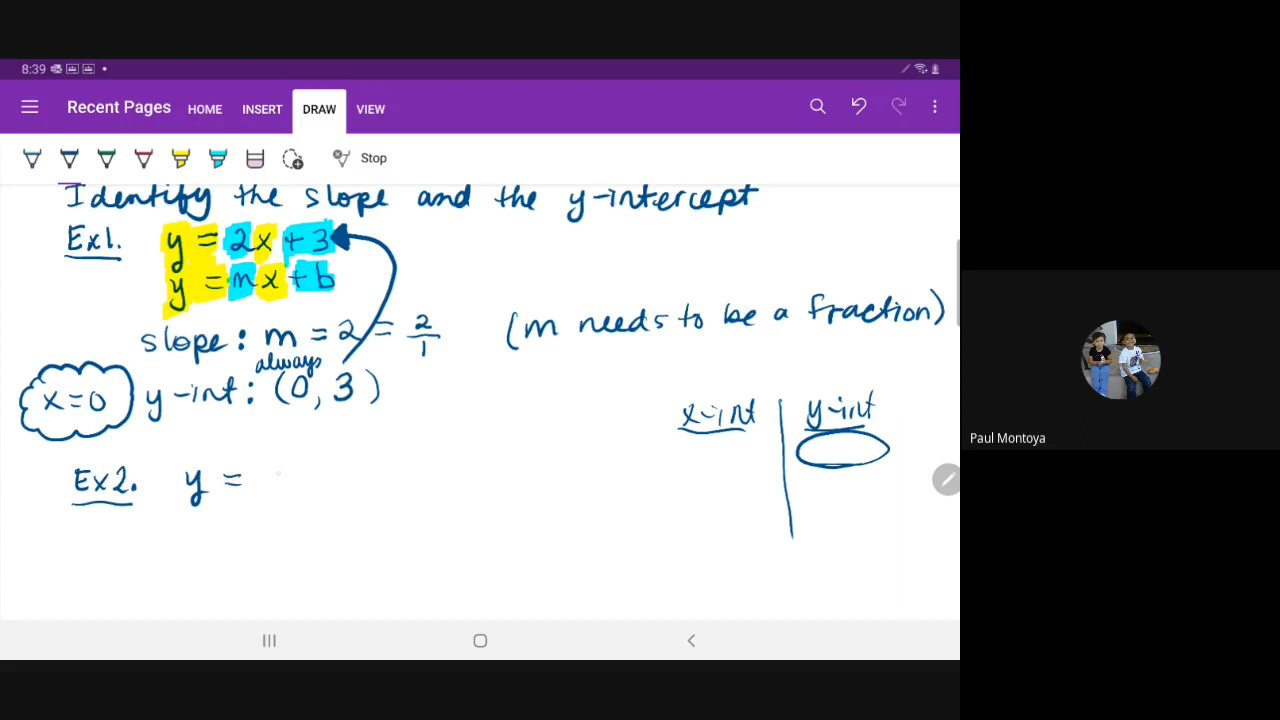 8:39
Recent Pages HOME INSERT DRAW VIEW
Stop
Identify the slope and the y-intercept
Ex1. y = 2x + 3
y = mx + b
slope: m = 2 = 2/1 (m needs to be a fraction)
always
x=0 y-int: (0, 3)
x-int y-int
Ex2. y =
Paul Montoya